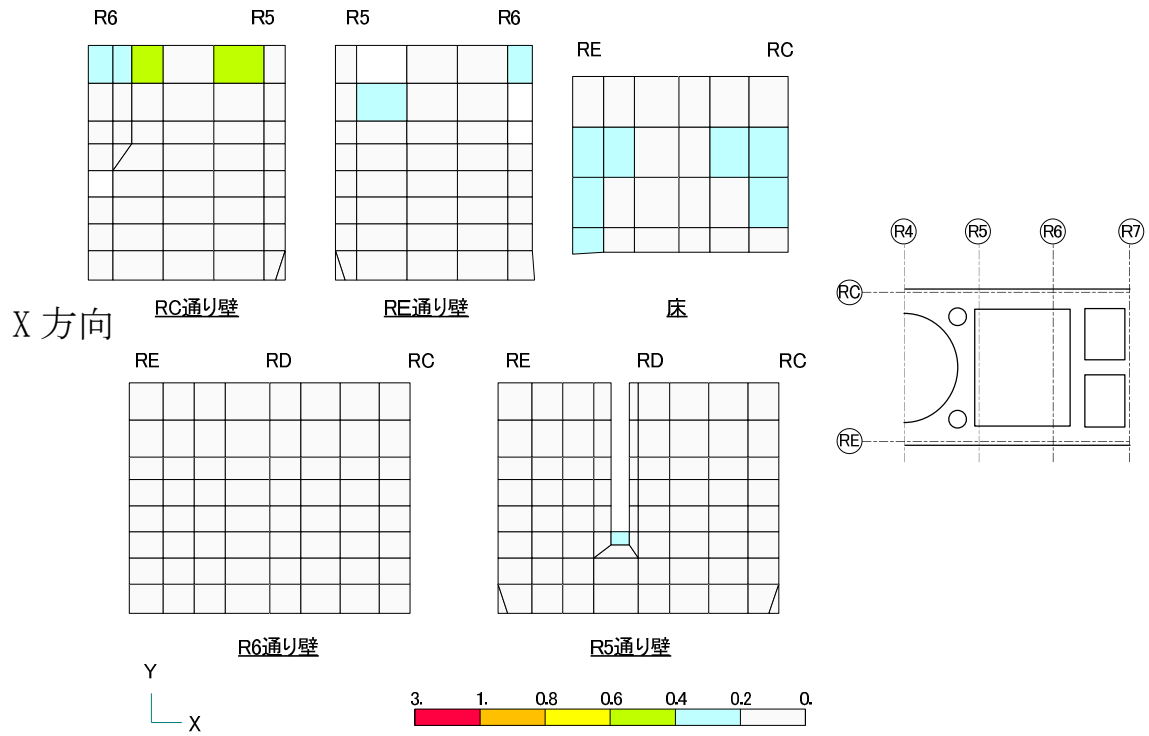 R6 R5 R5 R6
RE RC
R4 R5 R6 R7
RC
RC通り壁 RE通り壁 床
X 方向
RE RD RC RE RD RC
RE
R6通り壁 R5通り壁
Y
3. 1. 0.8 0.6 0.4 0.2 0.
X